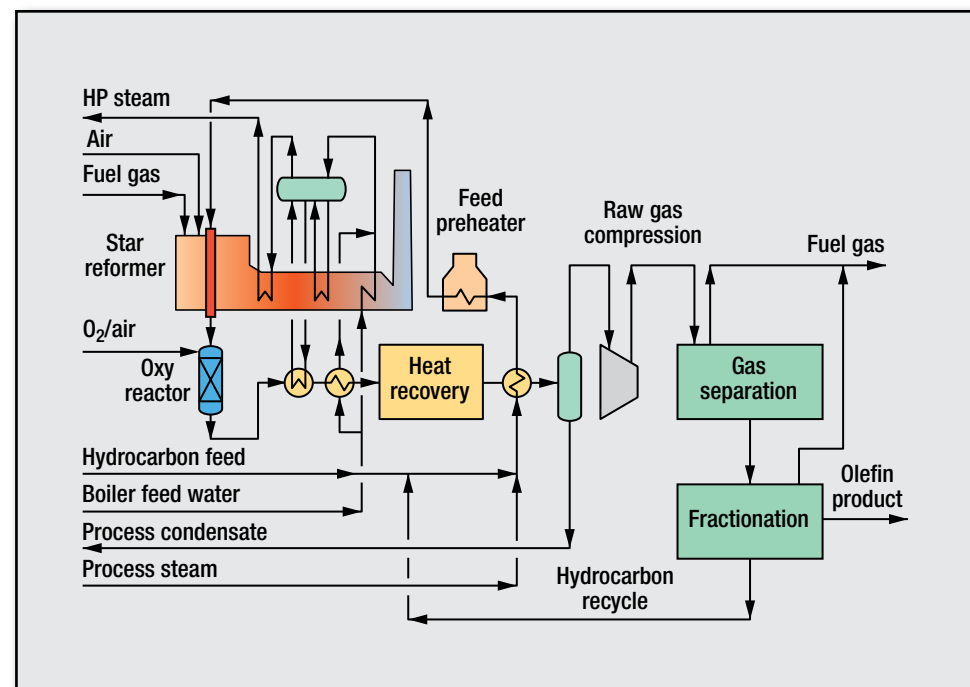 HP steam
Air
Fuel gas
Star
reformer
O₂/air
Oxy
reactor
Feed
preheater
Raw gas
compression
Fuel gas
Heat
recovery
Gas
separation
Hydrocarbon feed
Boiler feed water
Process condensate
Process steam
Fractionation
Olefin
product
Hydrocarbon
recycle